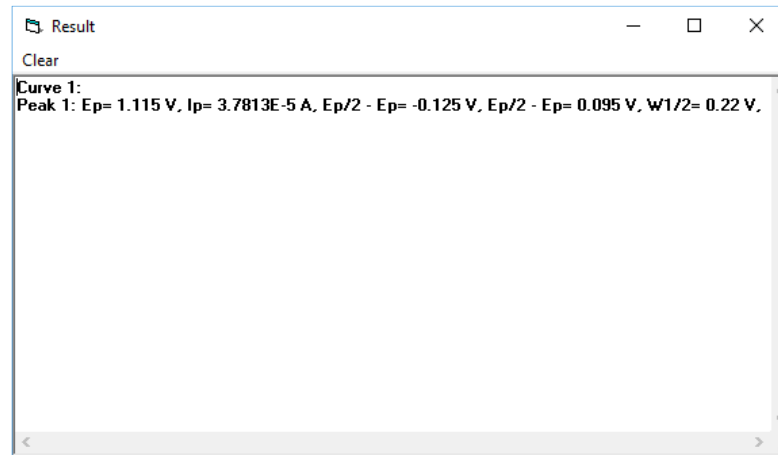 Result
Clear
Curve 1:
Peak 1: Ep= 1.115 V, Ip= 3.7813E-5 A, Ep/2 - Ep= -0.125 V, Ep/2 - Ep= 0.095 V, W1/2= 0.22 V,